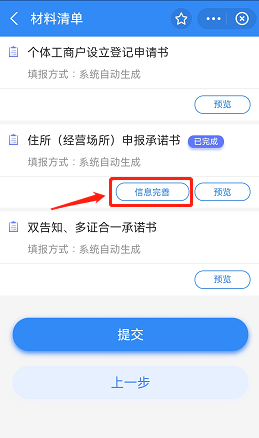 材料清单
个体工商户设立登记申请书
填报方式：系统自动生成
预览
住所（经营场所）申报承诺书 已完成
填报方式：系统自动生成
信息完善 预览
双告知、多证合一承诺书
填报方式：系统自动生成
预览
提交
上一步